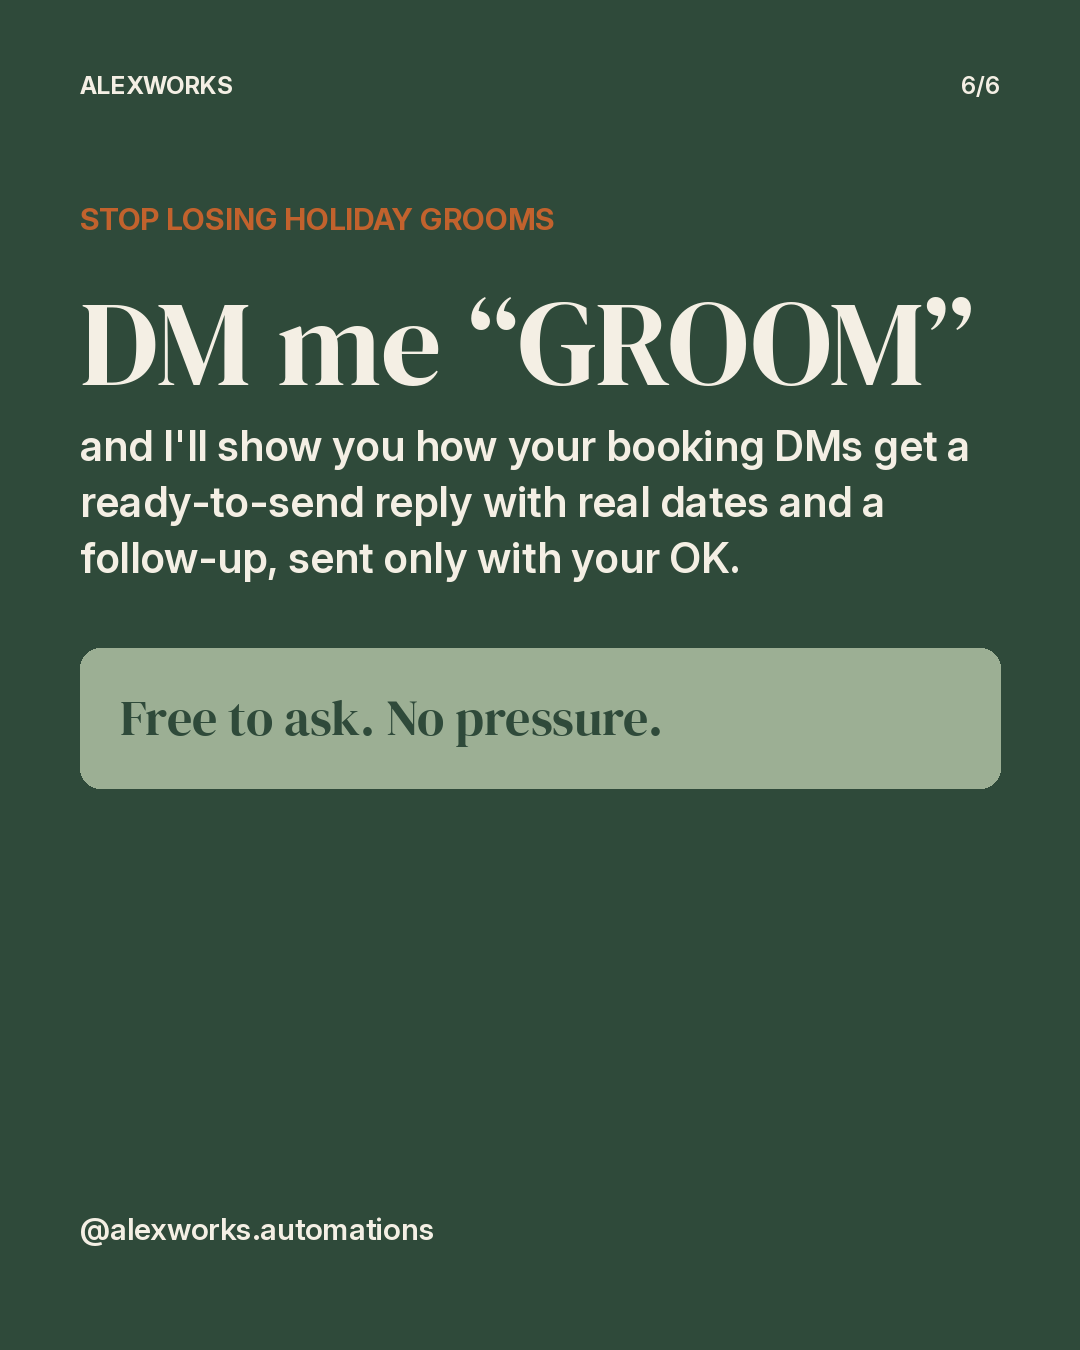 ALEXWORKS
6/6
STOP LOSING HOLIDAY GROOMS
DM me “GROOM”
and I'll show you how your booking DMs get a
ready-to-send reply with real dates and a
follow-up, sent only with your OK.
Free to ask. No pressure.
@alexworks.automations